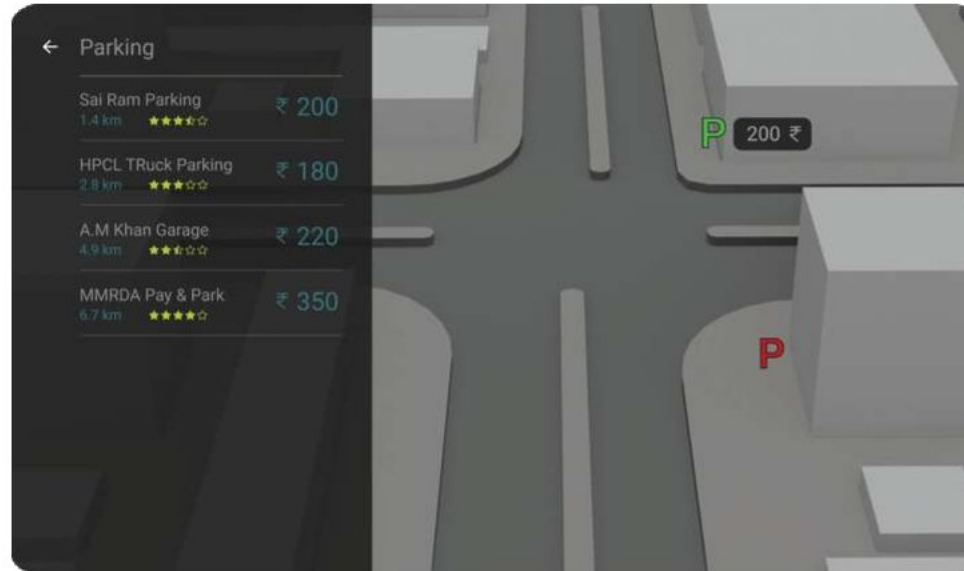 Parking
Sai Ram Parking
₹ 200
1.4 km
HPCL TRuck Parking
₹ 180
2.8 km
A.M Khan Garage
₹ 220
4.9 km
MMRDA Pay & Park
₹ 350
6.7 km
P 200 ₹
P